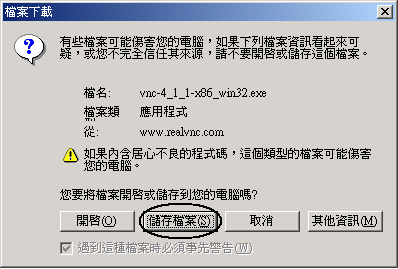 檔案下載
有些檔案可能傷害您的電腦，如果下列檔案資訊看起來可
疑，或您不完全信任其來源，請不要開啓或儲存這個檔案。
檔名: vnc-4_1_1-x86_win32.exe
檔案類 應用程式
從: www.realvnc.com
如果內含居心不良的程式碼，這個類型的檔案可能傷害
您的電腦。
您要將檔案開啓或儲存到您的電腦嗎?
開啓(O) 儲存檔案(S) 取消 其他資訊(M)
遇到這種檔案時必須事先警告(W)